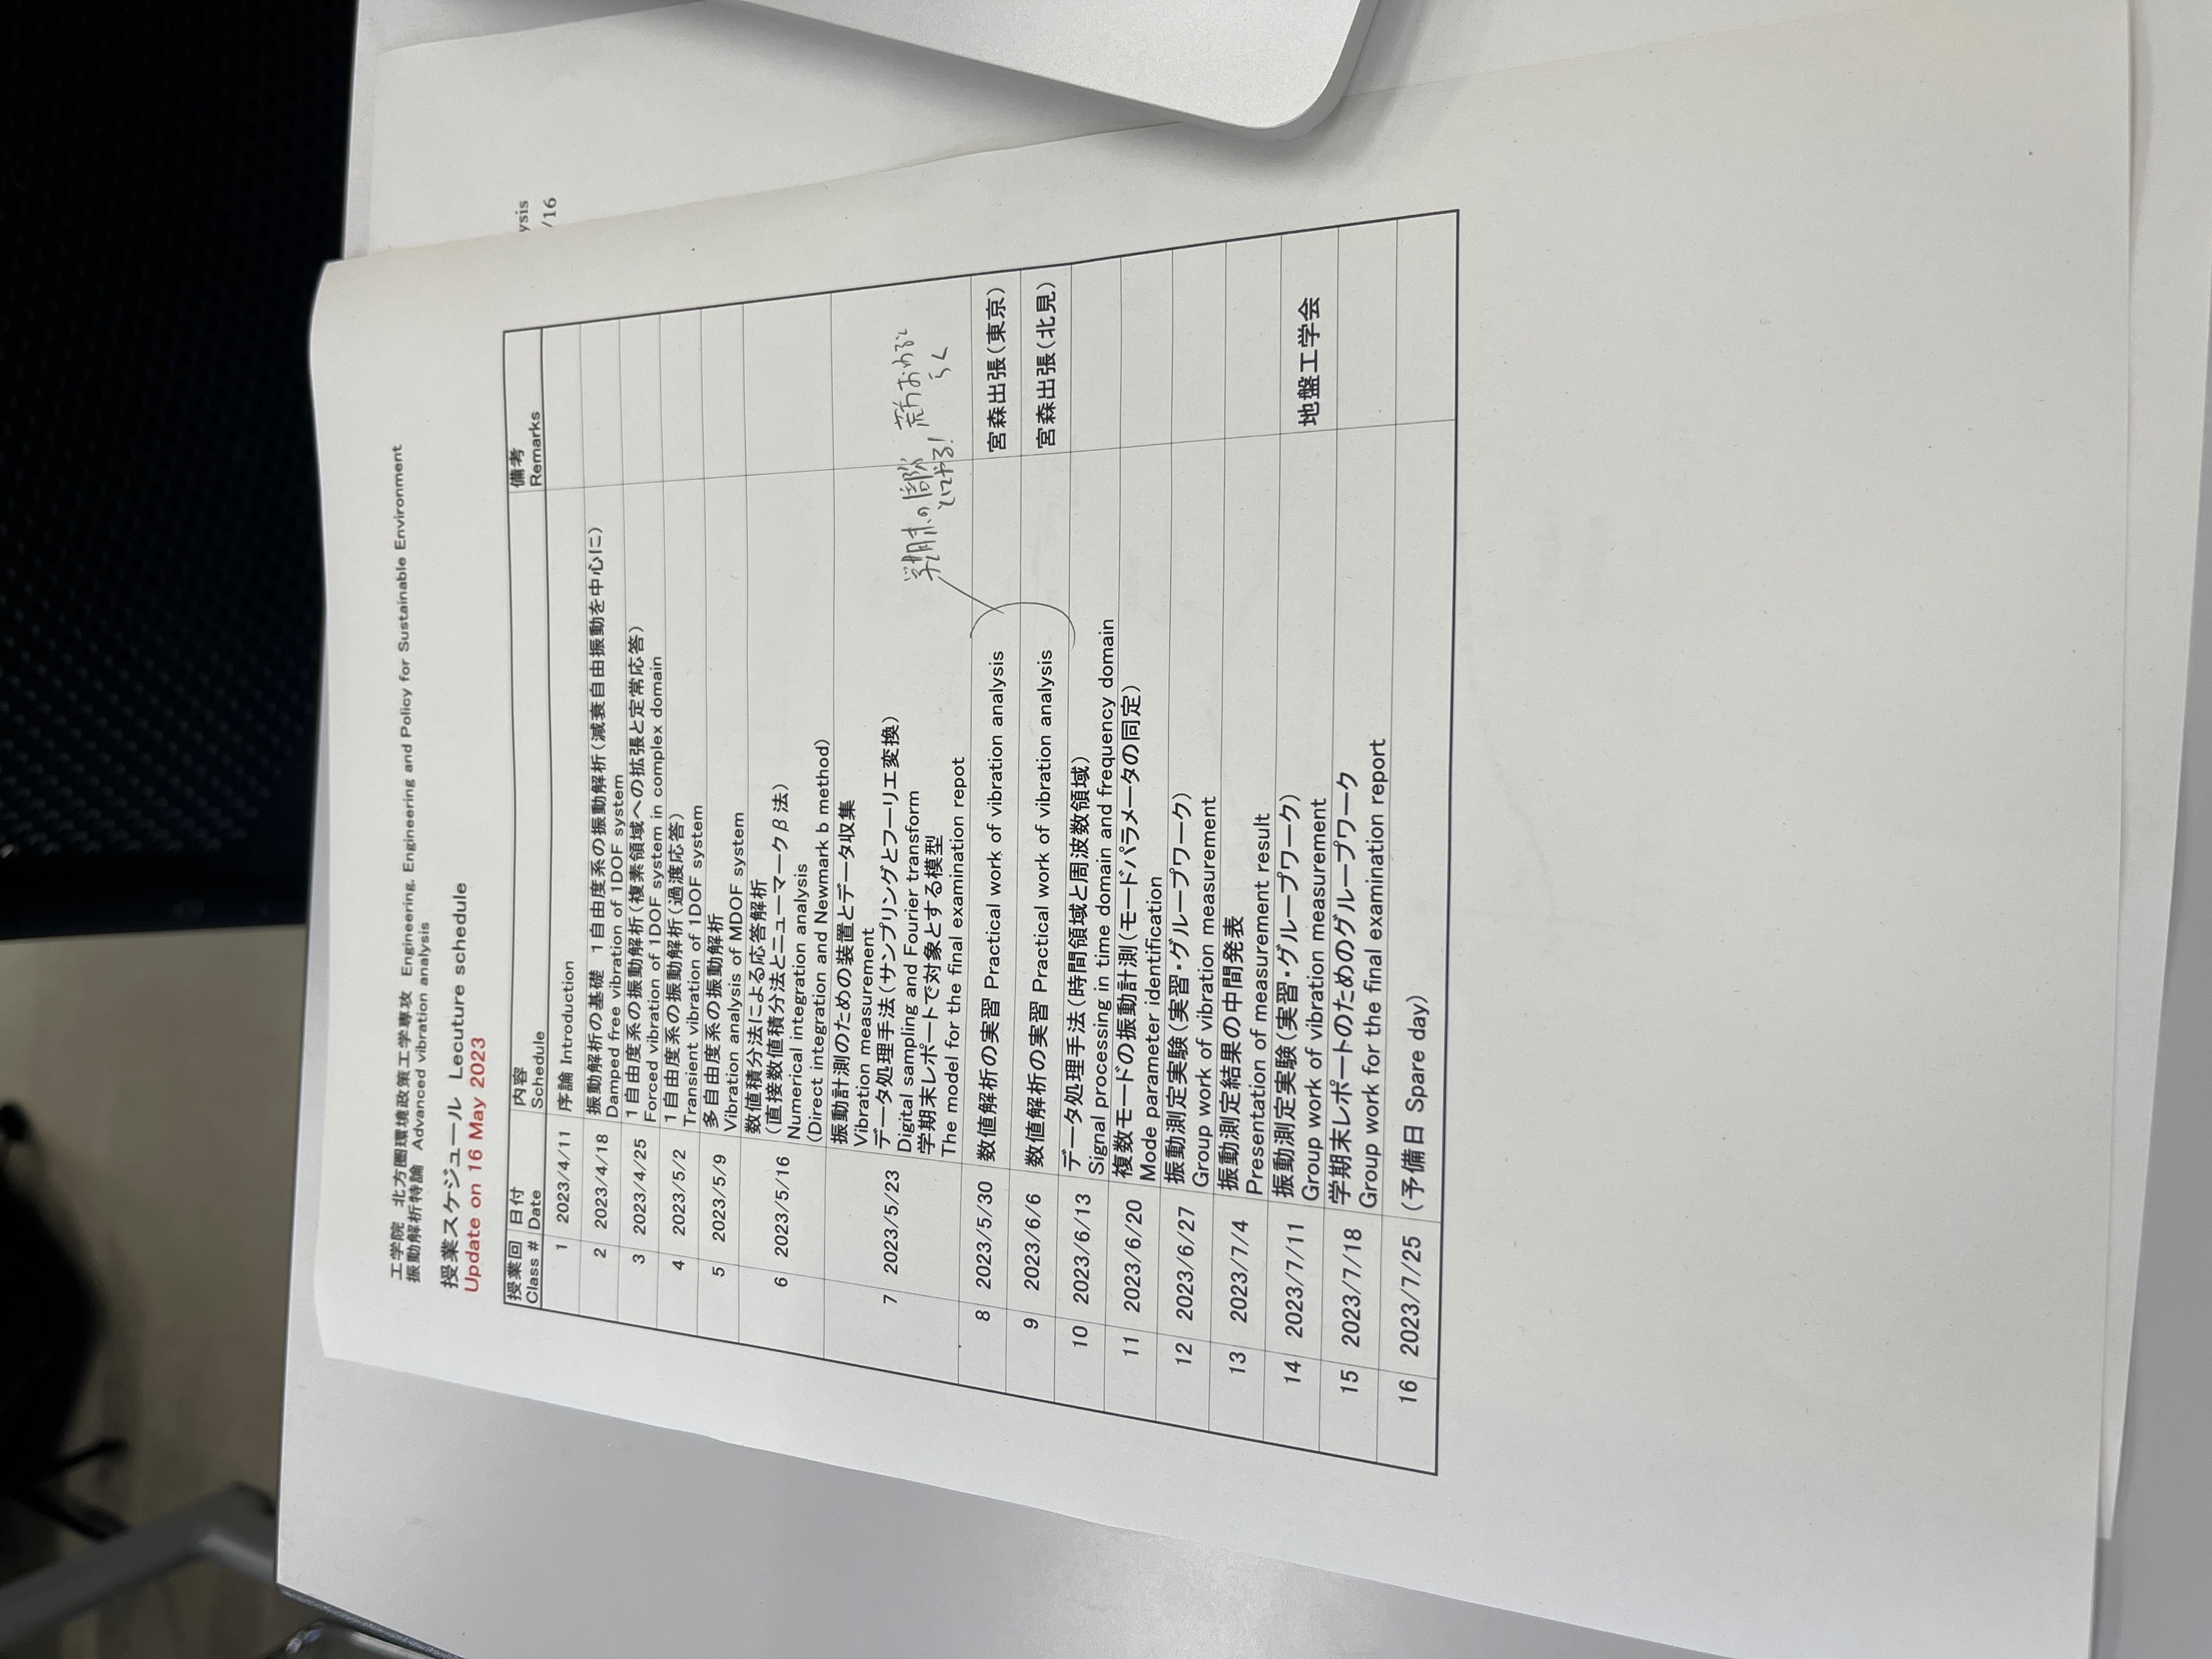 工学院 北方圏環境政策工学専攻 Engineering, Engineering and Policy for Sustainable Environment
振動解析特論 Advanced vibration analysis
授業スケジュール Lecuture schedule
Update on 16 May 2023
授業回 日付 内容 備考
Class # Date Schedule Remarks
1 2023/4/11 序論 Introduction
2 2023/4/18 振動解析の基礎 1自由度系の振動解析(減衰自由振動を中心に)
Damped free vibration of 1DOF system
3 2023/4/25 1自由度系の振動解析(複素領域への拡張と定常応答)
Forced vibration of 1DOF system in complex domain
4 2023/5/2 1自由度系の振動解析(過渡応答)
Transient vibration of 1DOF system
5 2023/5/9 多自由度系の振動解析
Vibration analysis of MDOF system
6 2023/5/16 数値積分法による応答解析
(直接数値積分法とニューマークβ法)
Numerical integration analysis
(Direct integration and Newmark b method)
7 2023/5/23 振動計測のための装置とデータ収集
Vibration measurement
データ処理手法(サンプリングとフーリエ変換)
Digital sampling and Fourier transform
学期末レポートで対象とする模型
The model for the final examination repot
学期末の 荒方おわると
らく
8 2023/5/30 数値解析の実習 Practical work of vibration analysis 宮森出張(東京)
9 2023/6/6 数値解析の実習 Practical work of vibration analysis 宮森出張(北見)
10 2023/6/13 データ処理手法(時間領域と周波数領域)
Signal processing in time domain and frequency domain
11 2023/6/20 複数モードの振動計測(モードパラメータの同定)
Mode parameter identification
12 2023/6/27 振動測定実験(実習・グループワーク)
Group work of vibration measurement
13 2023/7/4 振動測定結果の中間発表
Presentation of measurement result
14 2023/7/11 振動測定実験(実習・グループワーク) 地盤工学会
Group work of vibration measurement
15 2023/7/18 学期末レポートのためのグループワーク
Group work for the final examination report
16 2023/7/25 (予備日 Spare day)
ysis
/16